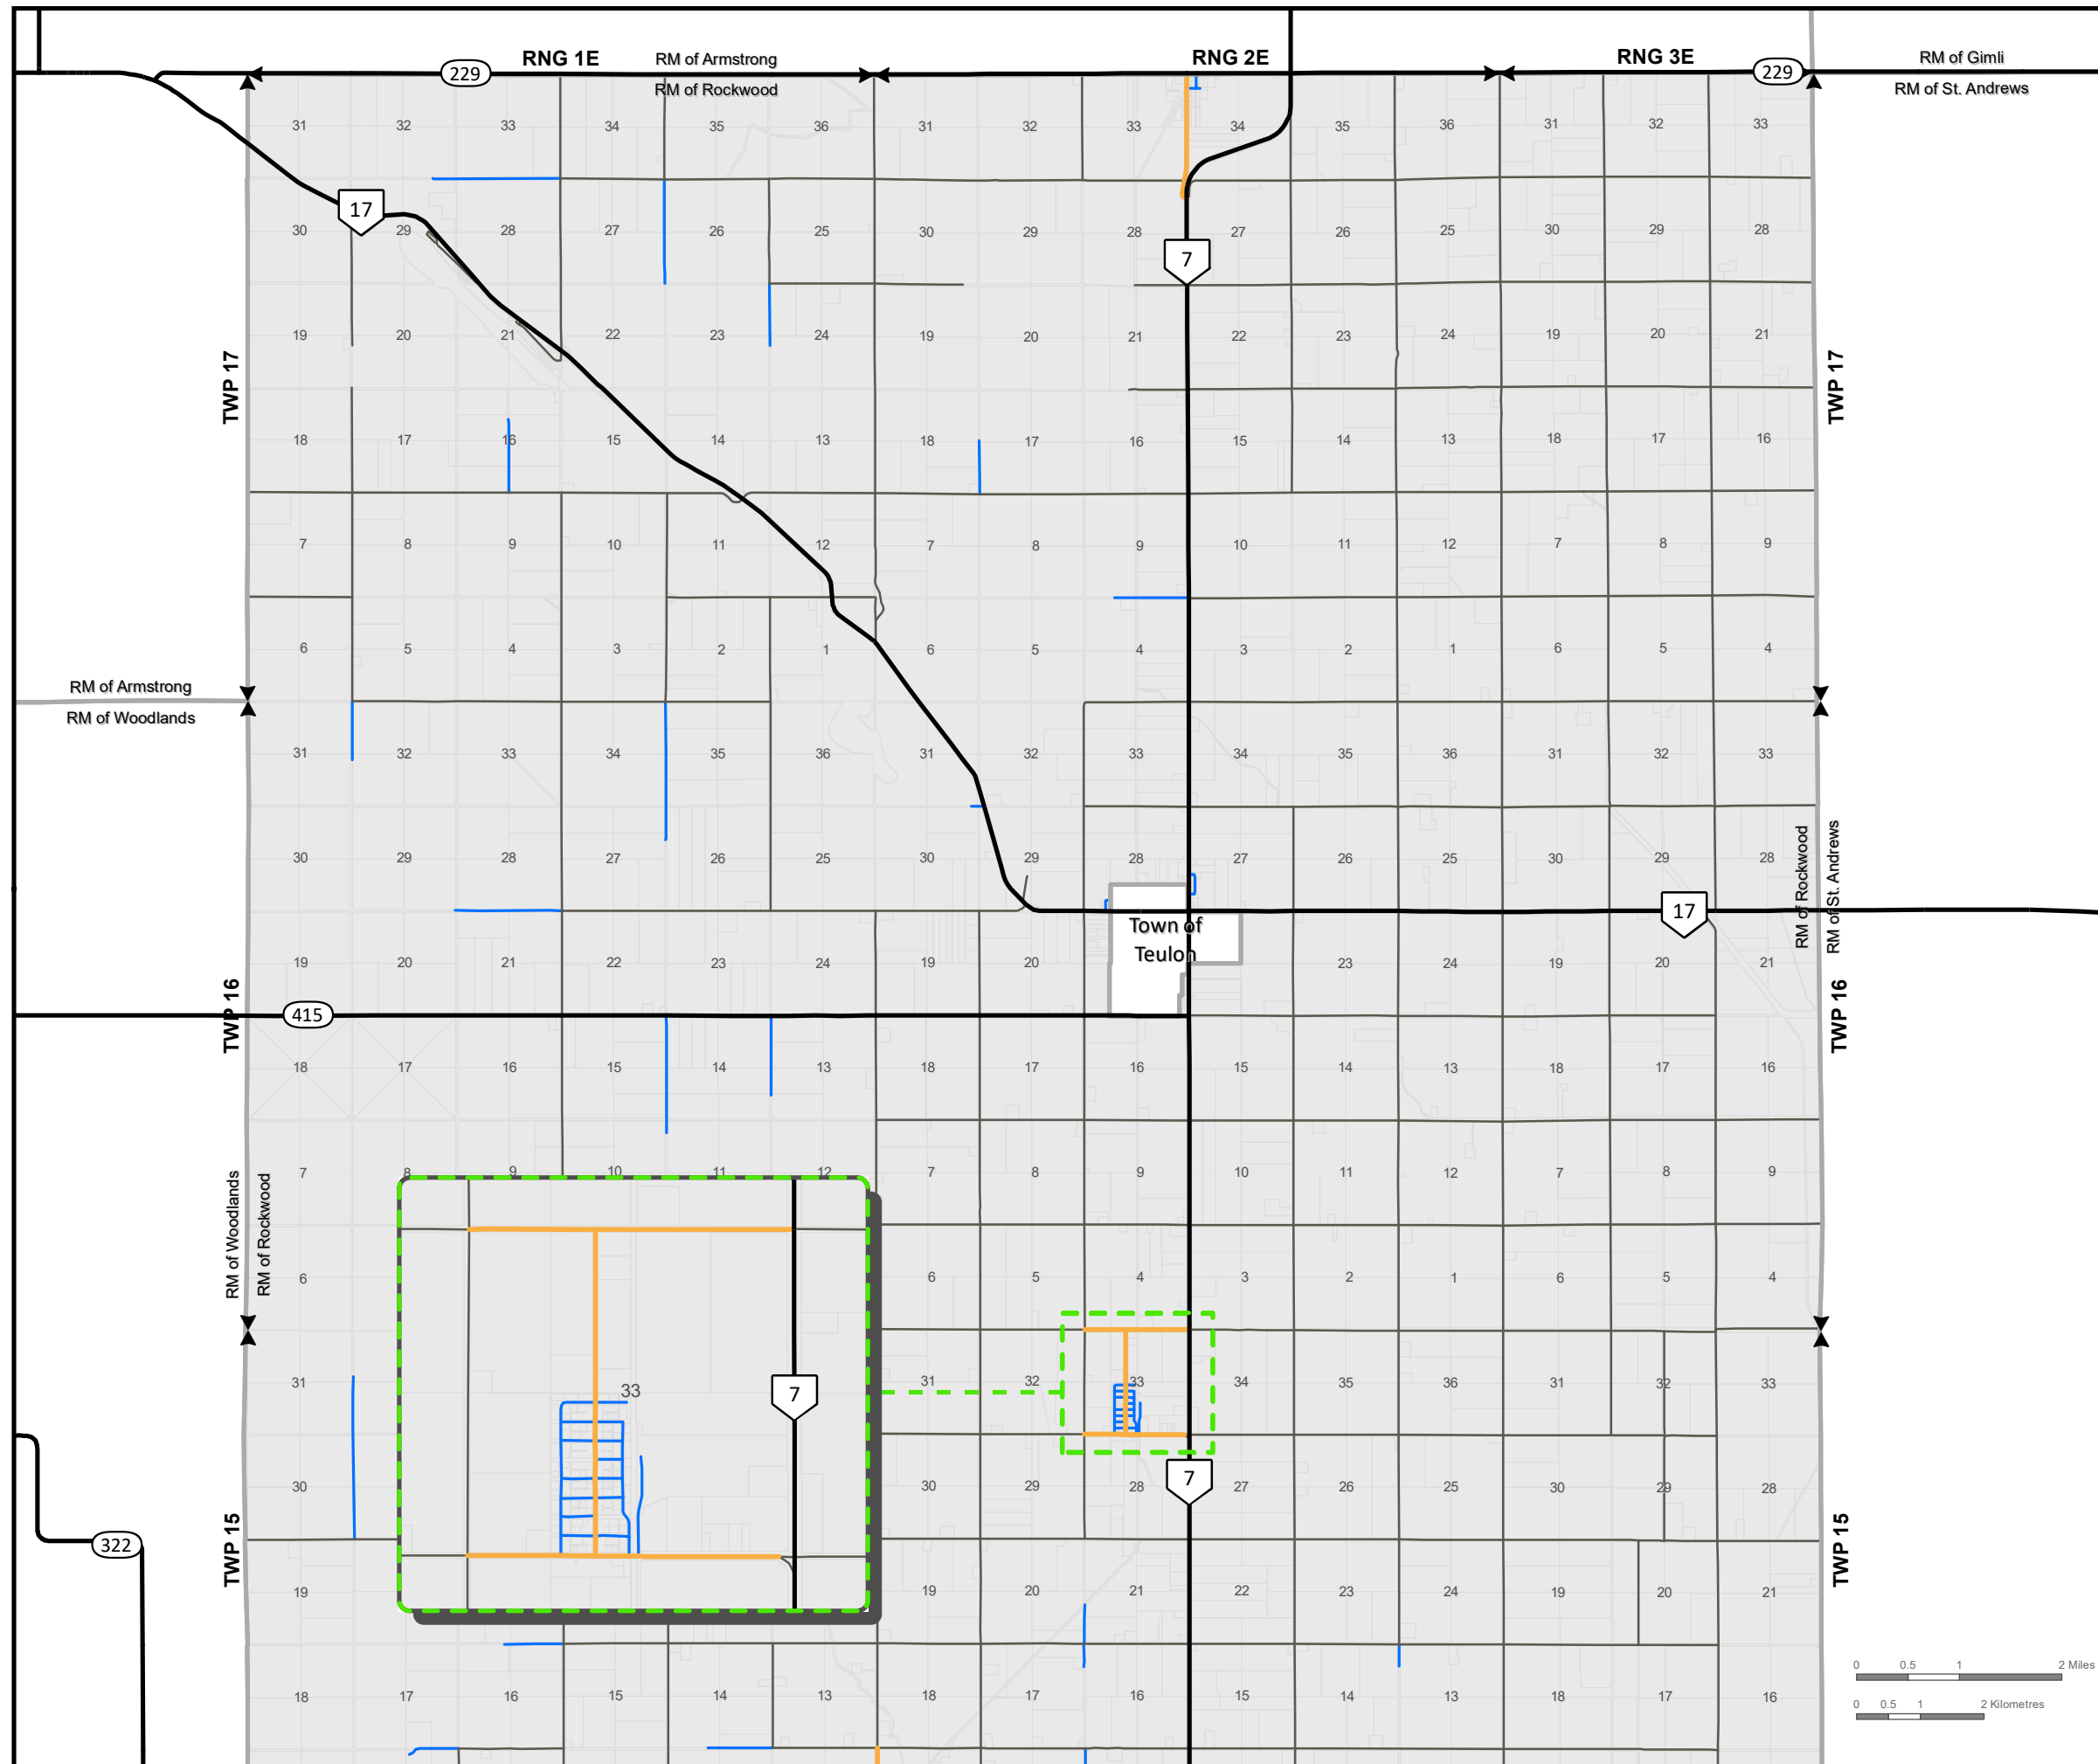 RNG 1E
RM of Armstrong
RNG 2E
RNG 3E
RM of Gimli
229
229
RM of Rockwood
RM of St. Andrews
31 32 33 34 35 36 31 32 33 34 35 36 31 32 33
17
30 29 28 27 26 25 30 29 28 27 26 25 30 29 28
7
19 20 21 22 23 24 19 20 21 22 23 24 19 20 21
TWP 17
TWP 17
18 17 16 15 14 13 18 17 16 15 14 13 18 17 16
7 8 9 10 11 12 7 8 9 10 11 12 7 8 9
6 5 4 3 2 1 6 5 4 3 2 1 6 5 4
RM of Armstrong
RM of Woodlands
31 32 33 34 35 36 31 32 33 34 35 36 31 32 33
30 29 28 27 26 25 30 29 28 27 26 25 30 29 28
RM of Rockwood
RM of St. Andrews
17
Town of
Teulon
19 20 21 22 23 24 19 20 23 24 19 20 21
TWP 16
TWP 16
415
18 17 16 15 14 13 18 17 16 15 14 13 18 17 16
7 8 9 10 11 12 7 8 9 10 11 12 7 8 9
RM of Woodlands
RM of Rockwood
6 6 5 4 3 2 1 6 5 4
31 33 7 31 32 33 34 35 36 31 32 33
30 30 29 28 7 27 26 25 30 29 28
322
TWP 15
TWP 15
19 19 20 21 22 23 24 19 20 21
18 17 16 15 14 13 18 17 16 15 14 13 18 17 16
0 0.5 1 2 Miles
0 0.5 1 2 Kilometres